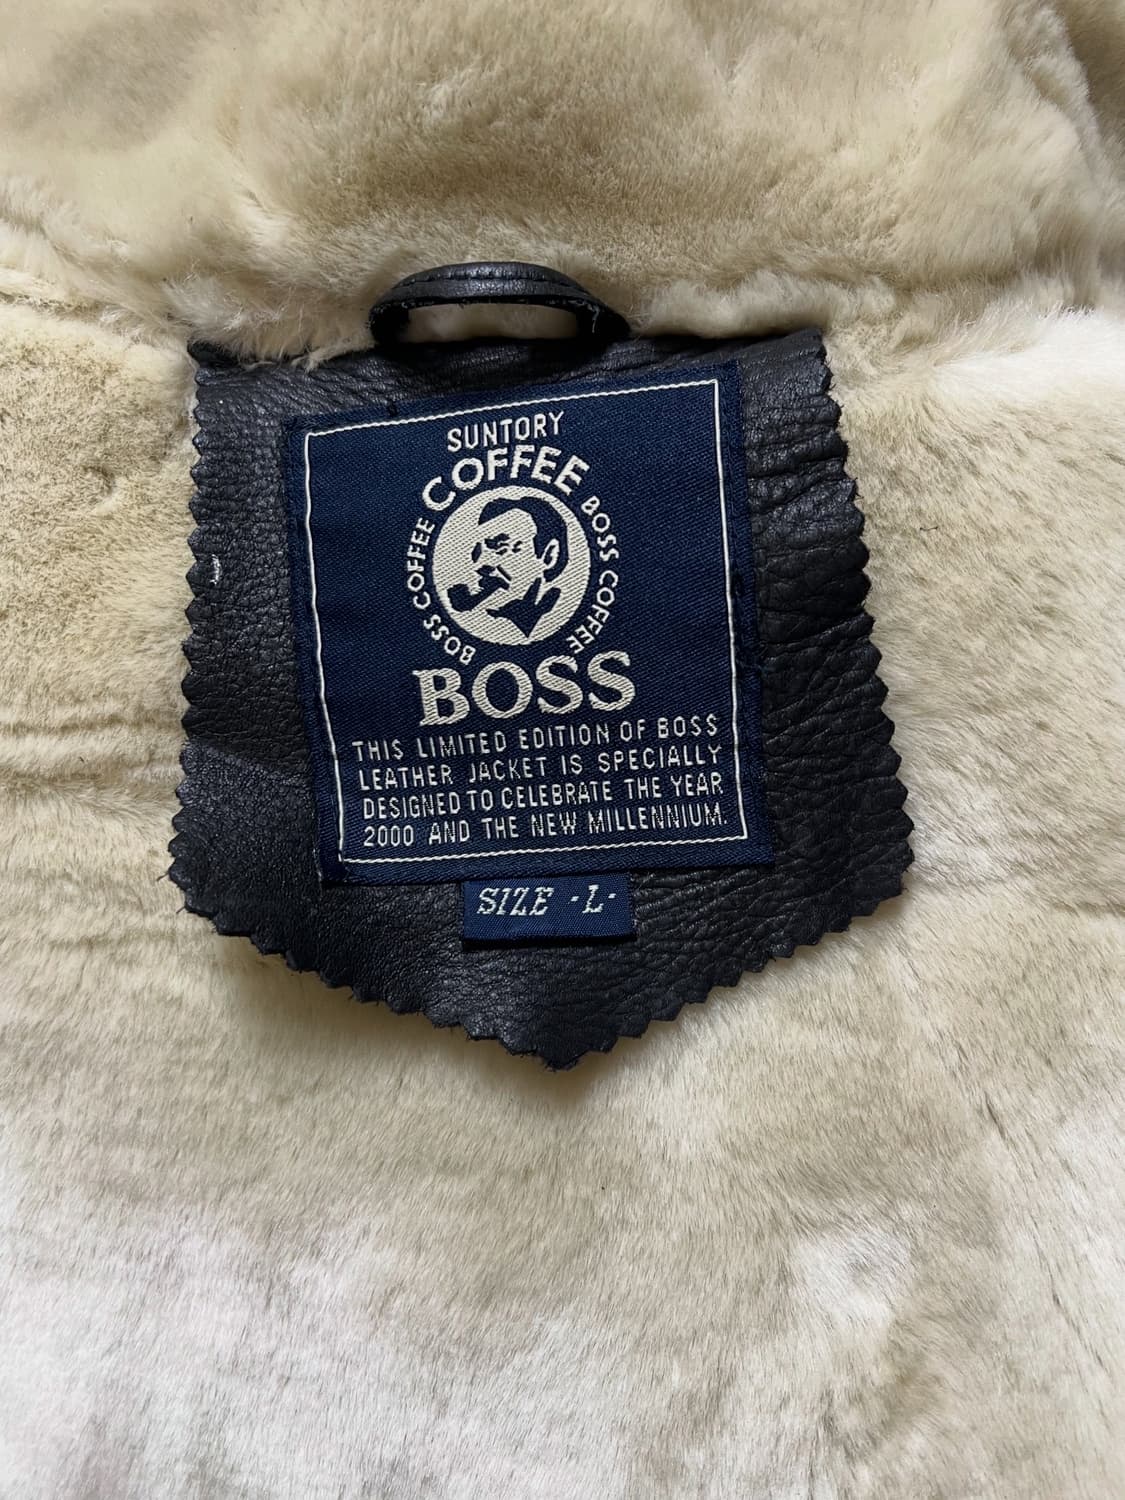 SUNTORY
COFFEE
BOSS COFFEE
BOSS COFFEE
BOSS
THIS LIMITED EDITION OF BOSS
LEATHER JACKET IS SPECIALLY
DESIGNED TO CELEBRATE THE YEAR
2000 AND THE NEW MILLENNIUM.
SIZE ·L·